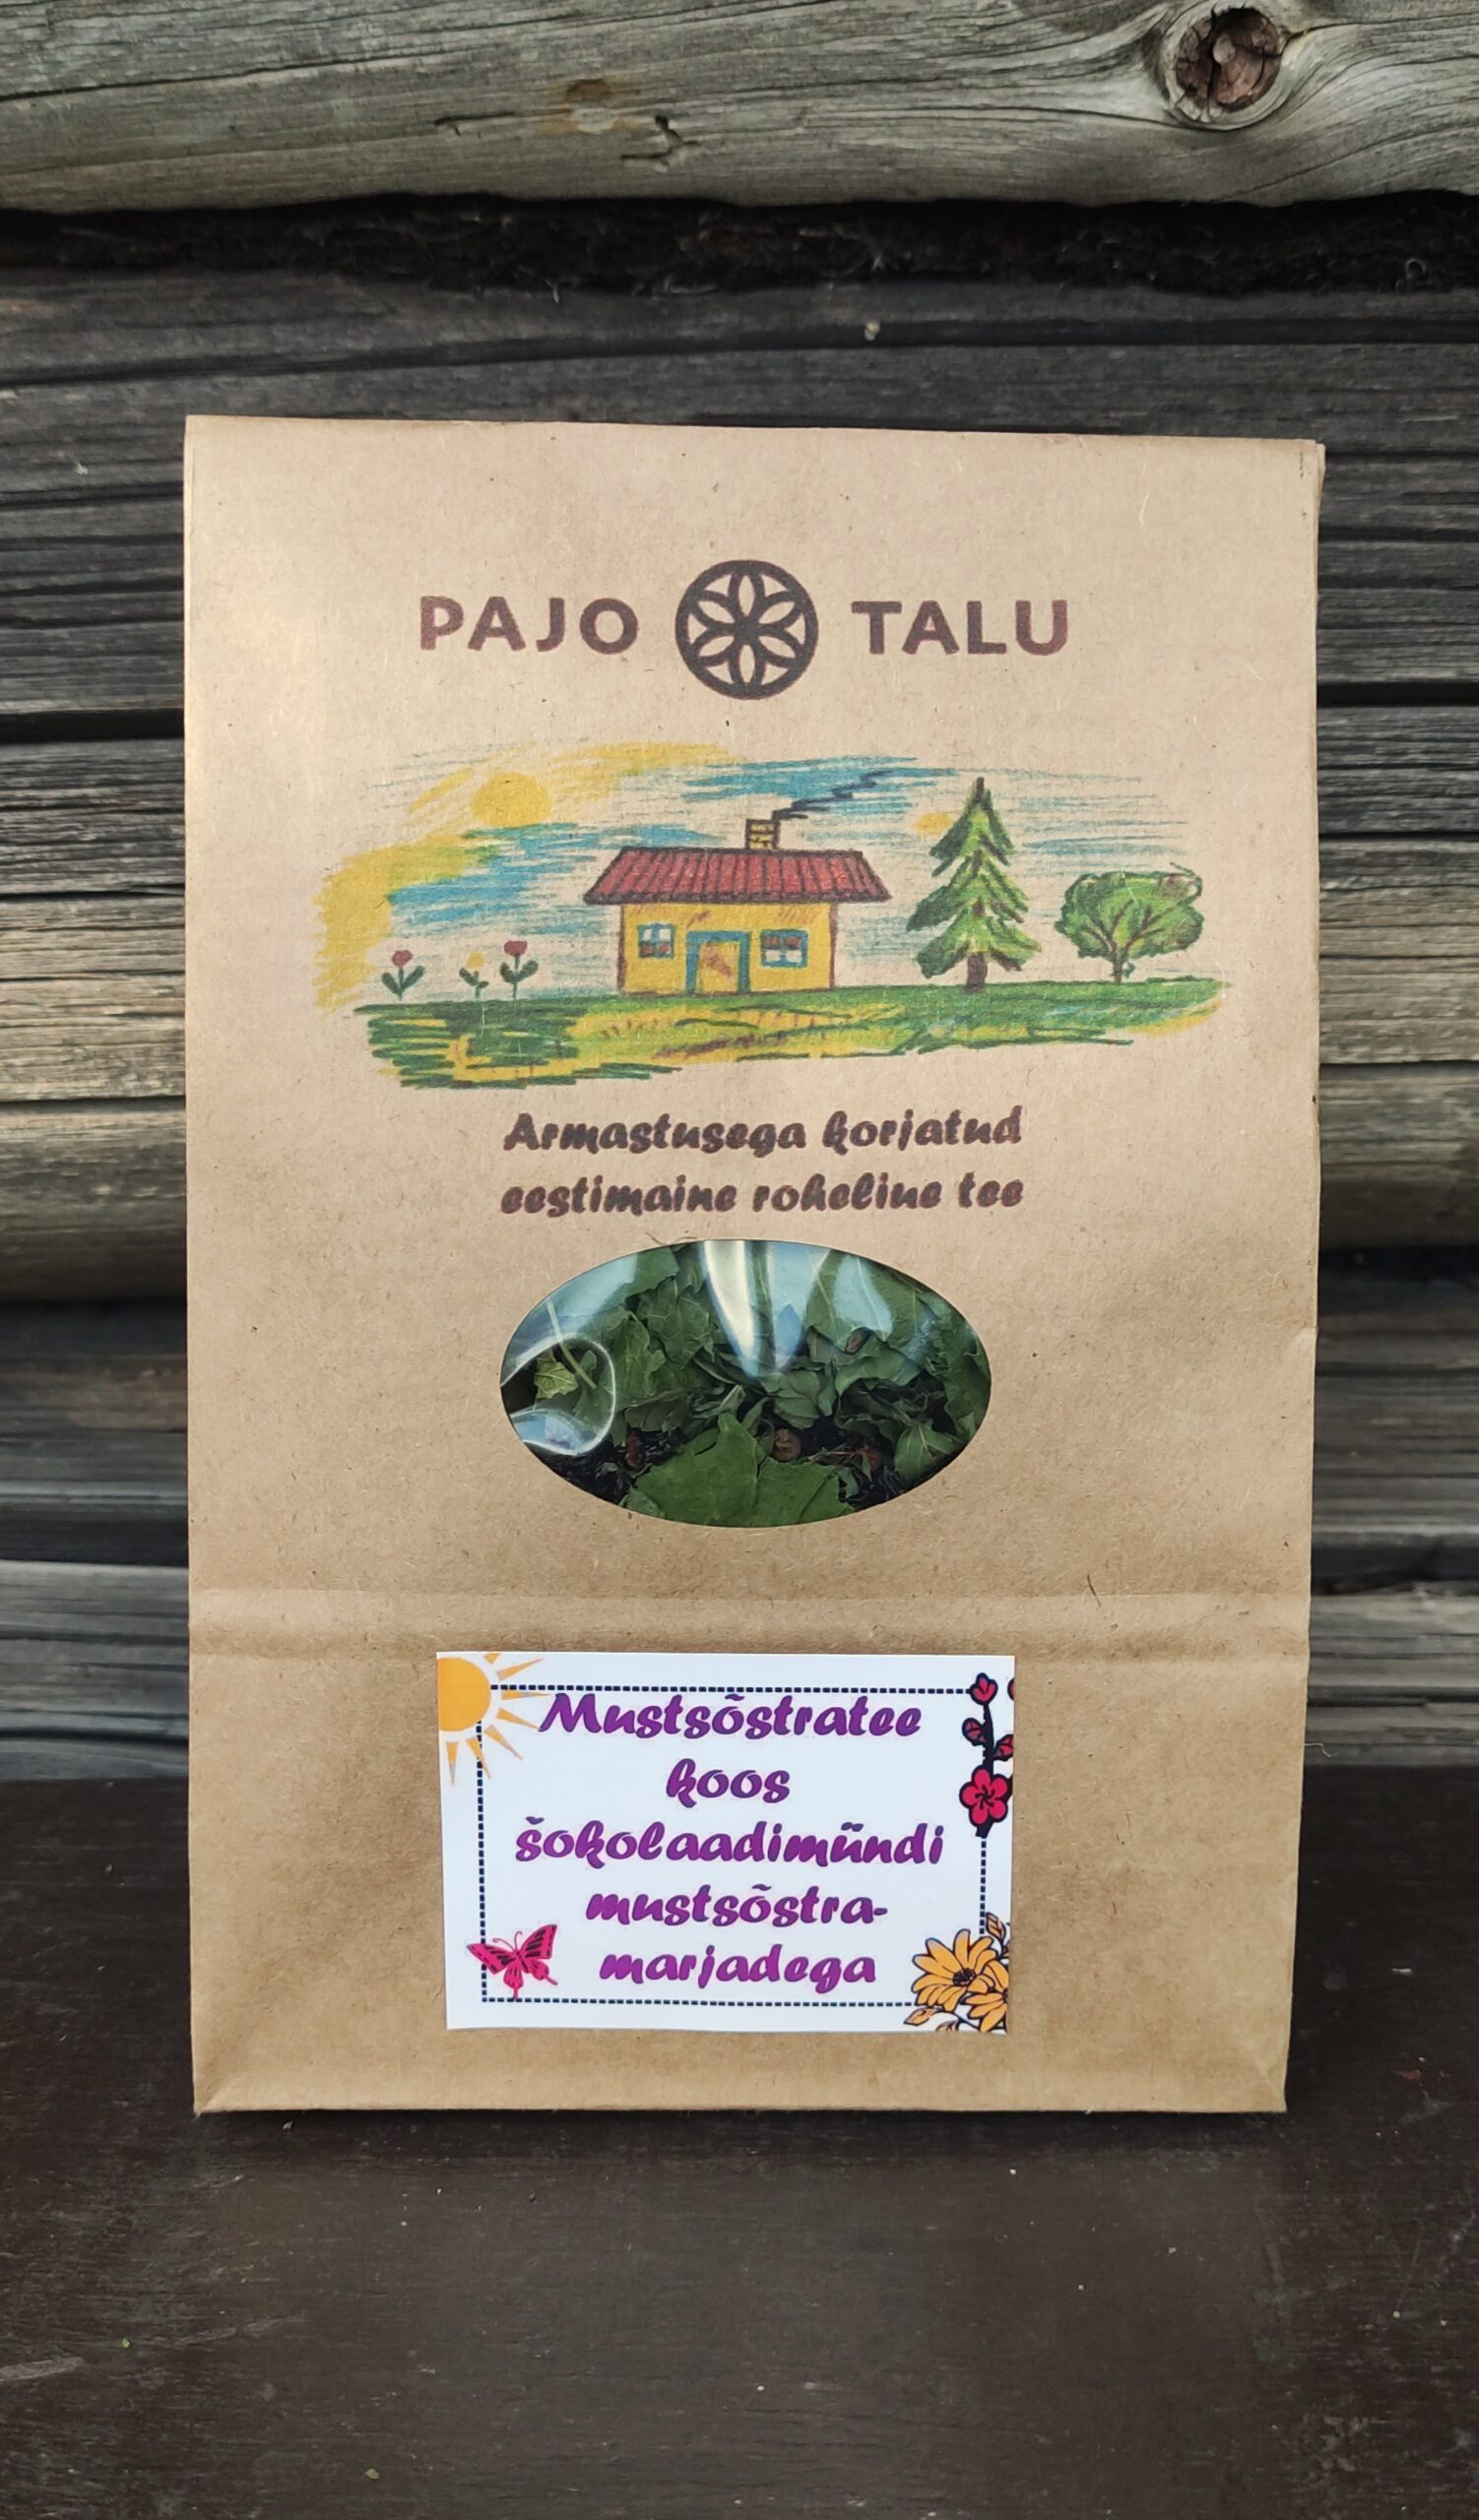 PAJO TALU
Armastusega korjatud
eestimaine roheline tee
Mustsõstratee
koos
šokolaadimündi
mustsõstra-
marjadega